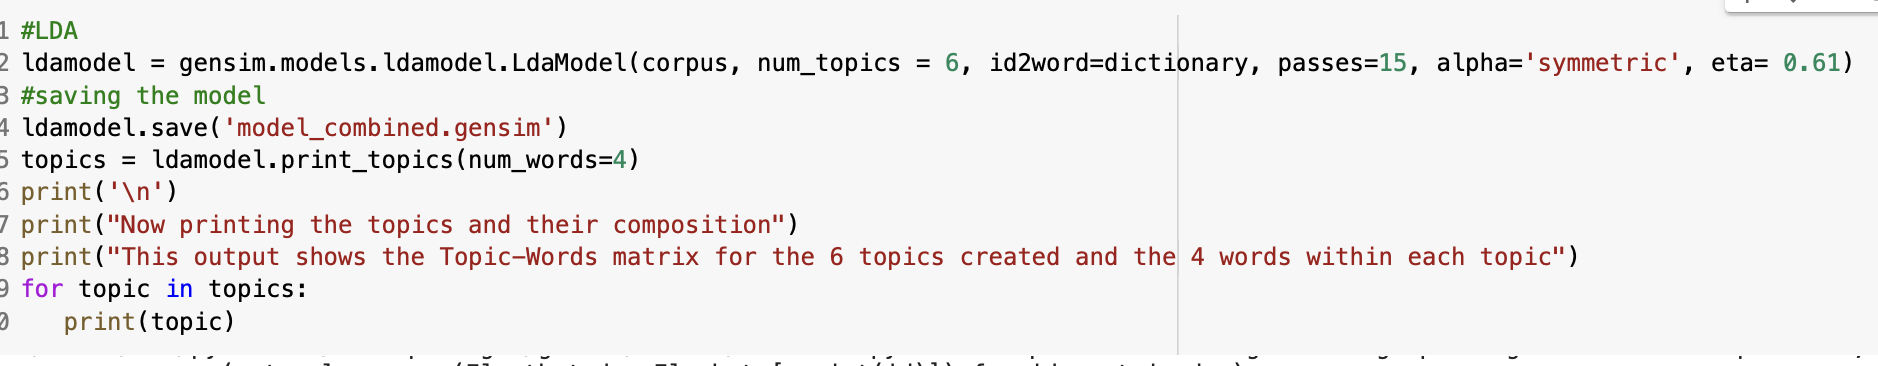 1 #LDA
2 ldamodel = gensim.models.ldamodel.LdaModel(corpus, num_topics = 6, id2word=dictionary, passes=15, alpha='symmetric', eta= 0.61)
3 #saving the model
4 ldamodel.save('model_combined.gensim')
5 topics = ldamodel.print_topics(num_words=4)
6 print('\n')
7 print("Now printing the topics and their composition")
8 print("This output shows the Topic-Words matrix for the 6 topics created and the 4 words within each topic")
9 for topic in topics:
0    print(topic)